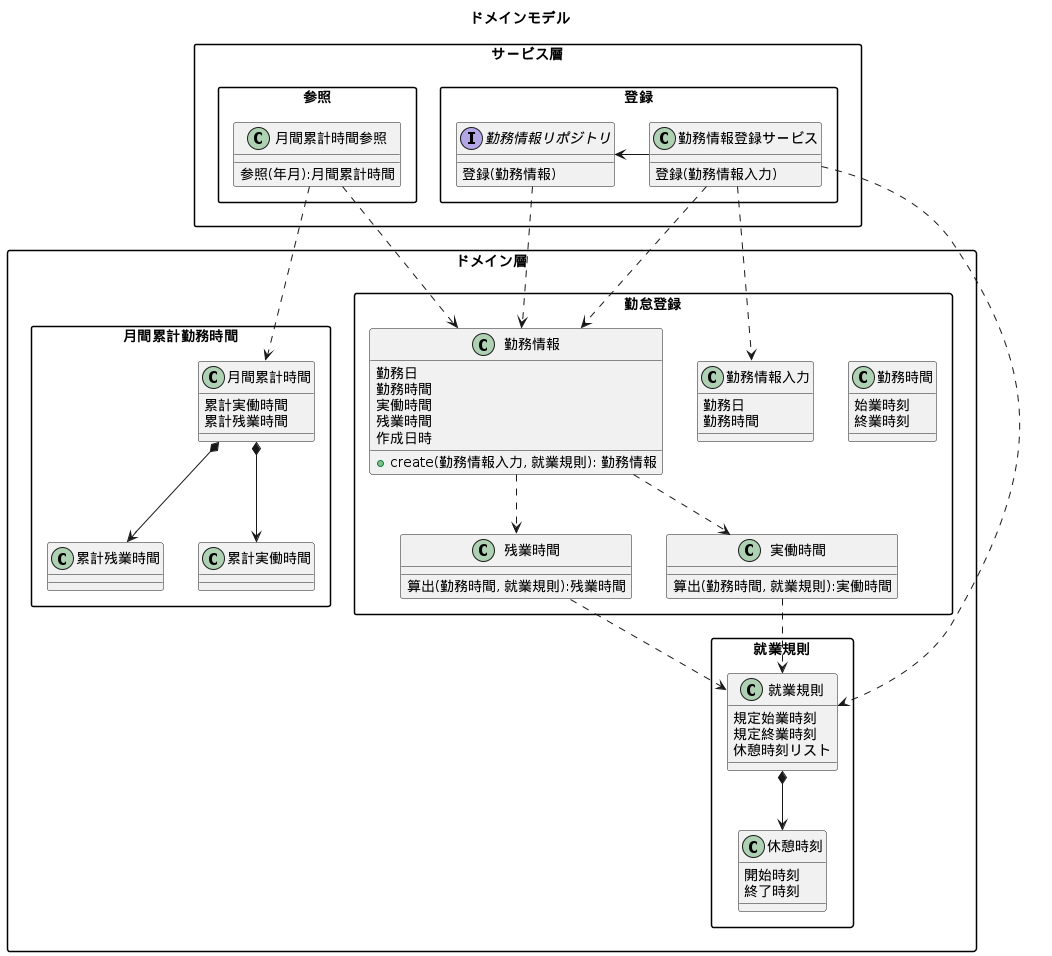 ドメインモデル
サービス層
参照
C 月間累計時間参照
参照(年月):月間累計時間
登録
I 勤務情報リポジトリ
登録(勤務情報)
C 勤務情報登録サービス
登録(勤務情報入力)
ドメイン層
月間累計勤務時間
C 月間累計時間
累計実働時間
累計残業時間
C 累計残業時間
C 累計実働時間
勤怠登録
C 勤務情報
勤務日
勤務時間
実働時間
残業時間
作成日時
create(勤務情報入力, 就業規則): 勤務情報
C 勤務情報入力
勤務日
勤務時間
C 勤務時間
始業時刻
終業時刻
C 残業時間
算出(勤務時間, 就業規則):残業時間
C 実働時間
算出(勤務時間, 就業規則):実働時間
就業規則
C 就業規則
規定始業時刻
規定終業時刻
休憩時刻リスト
C 休憩時刻
開始時刻
終了時刻